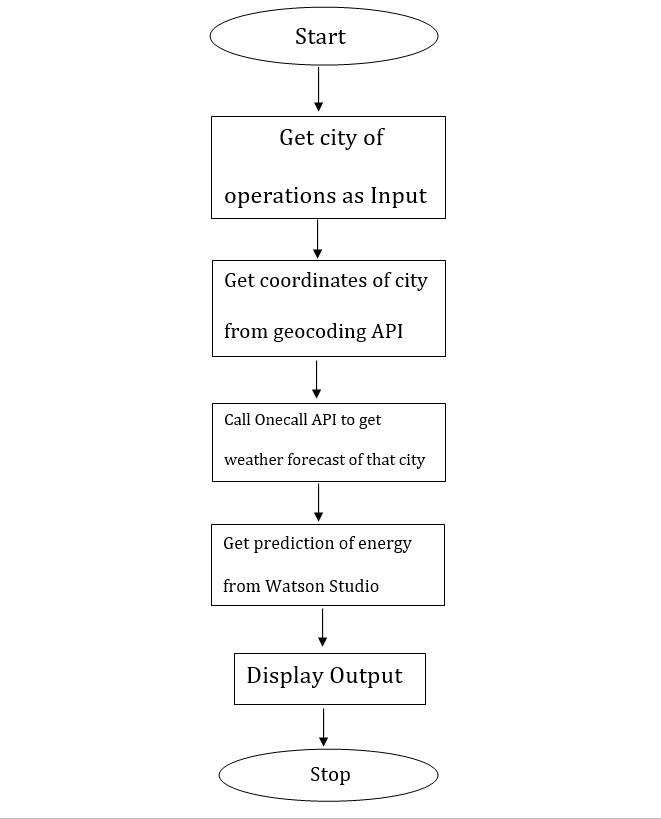 Start
Get city of
operations as Input
Get coordinates of city
from geocoding API
Call Onecall API to get
weather forecast of that city
Get prediction of energy
from Watson Studio
Display Output
Stop